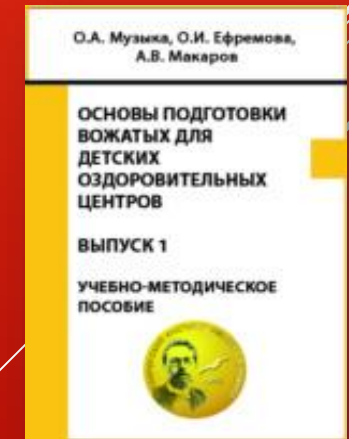 О.А. Музыка, О.И. Ефремова,
А.В. Макаров
ОСНОВЫ ПОДГОТОВКИ
ВОЖАТЫХ ДЛЯ
ДЕТСКИХ
ОЗДОРОВИТЕЛЬНЫХ
ЦЕНТРОВ
ВЫПУСК 1
УЧЕБНО-МЕТОДИЧЕСКОЕ
ПОСОБИЕ